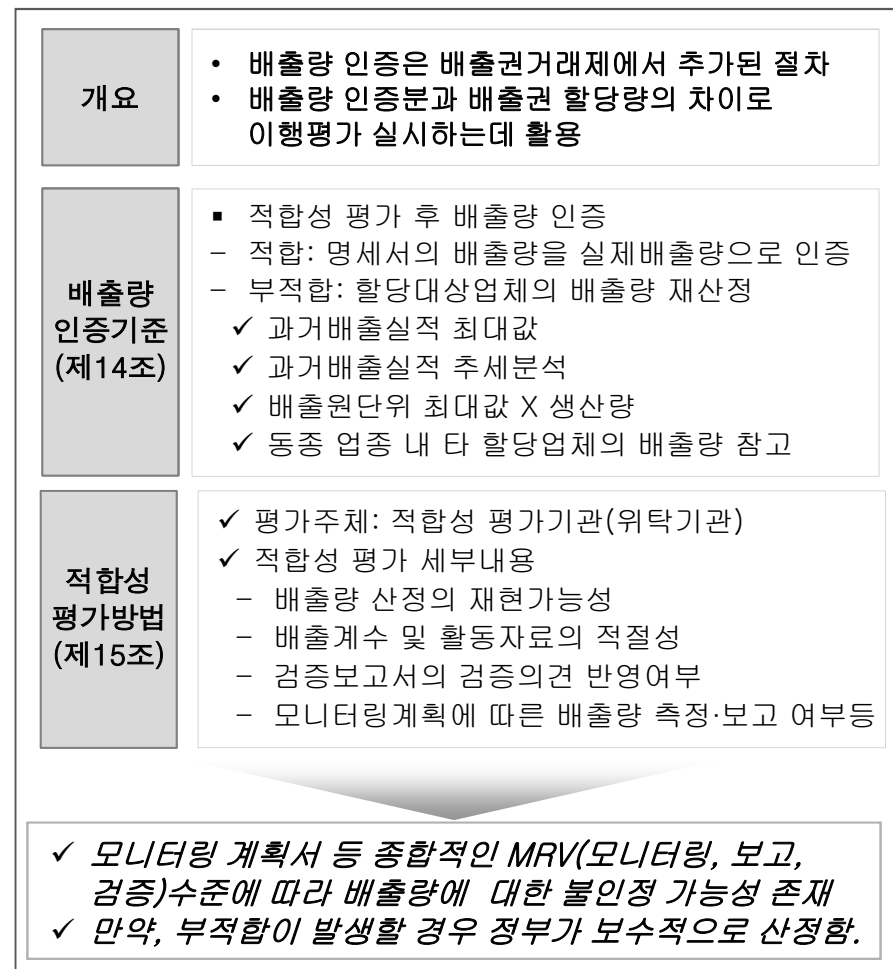 개요
• 배출량 인증은 배출권거래제에서 추가된 절차
• 배출량 인증분과 배출권 할당량의 차이로
이행평가 실시하는데 활용
배출량
인증기준
(제14조)
▪ 적합성 평가 후 배출량 인증
– 적합: 명세서의 배출량을 실제배출량으로 인증
– 부적합: 할당대상업체의 배출량 재산정
✓ 과거배출실적 최대값
✓ 과거배출실적 추세분석
✓ 배출원단위 최대값 X 생산량
✓ 동종 업종 내 타 할당업체의 배출량 참고
적합성
평가방법
(제15조)
✓ 평가주체: 적합성 평가기관(위탁기관)
✓ 적합성 평가 세부내용
– 배출량 산정의 재현가능성
– 배출계수 및 활동자료의 적절성
– 검증보고서의 검증의견 반영여부
– 모니터링계획에 따른 배출량 측정·보고 여부등
✓ 모니터링 계획서 등 종합적인 MRV(모니터링, 보고,
검증)수준에 따라 배출량에 대한 불인정 가능성 존재
✓ 만약, 부적합이 발생할 경우 정부가 보수적으로 산정함.